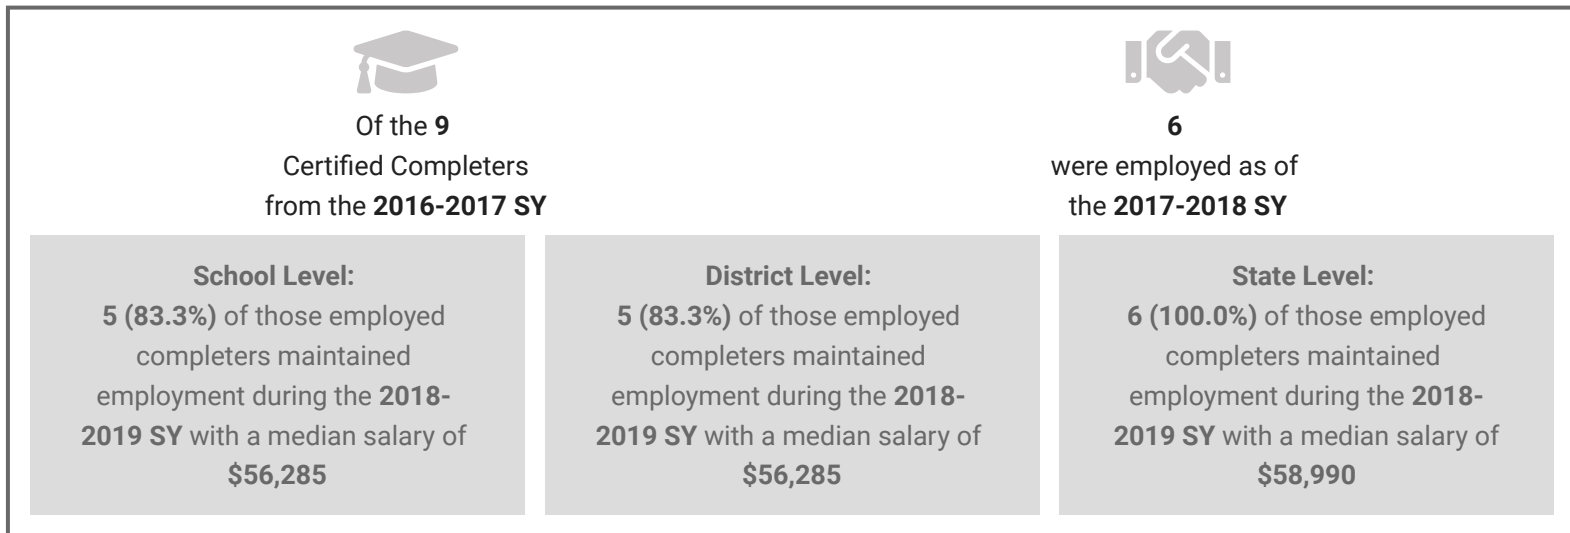 Of the 9
Certified Completers
from the 2016-2017 SY
6
were employed as of
the 2017-2018 SY
School Level:
5 (83.3%) of those employed
completers maintained
employment during the 2018-
2019 SY with a median salary of
$56,285
District Level:
5 (83.3%) of those employed
completers maintained
employment during the 2018-
2019 SY with a median salary of
$56,285
State Level:
6 (100.0%) of those employed
completers maintained
employment during the 2018-
2019 SY with a median salary of
$58,990